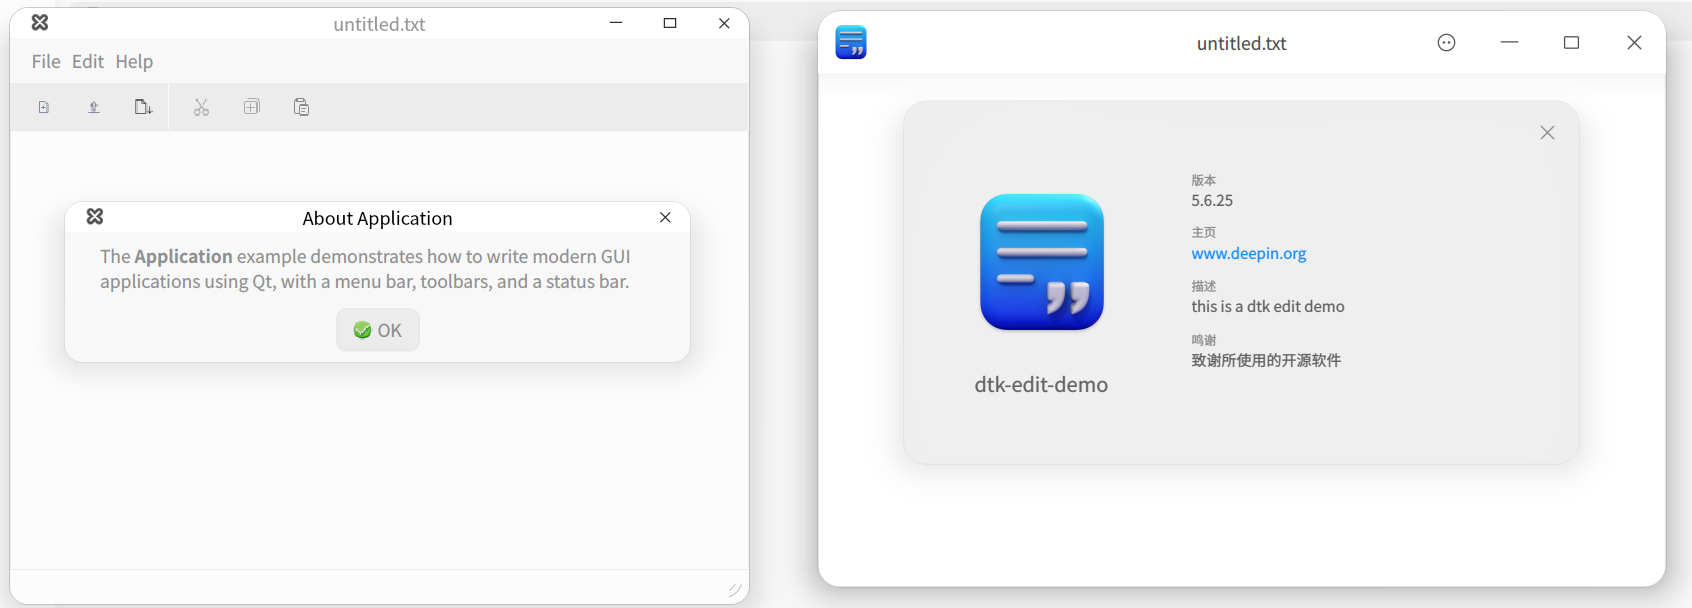 untitled.txt
File Edit Help
About Application
The Application example demonstrates how to write modern GUI
applications using Qt, with a menu bar, toolbars, and a status bar.
OK
untitled.txt
dtk-edit-demo
版本
5.6.25
主页
www.deepin.org
描述
this is a dtk edit demo
鸣谢
致谢所使用的开源软件